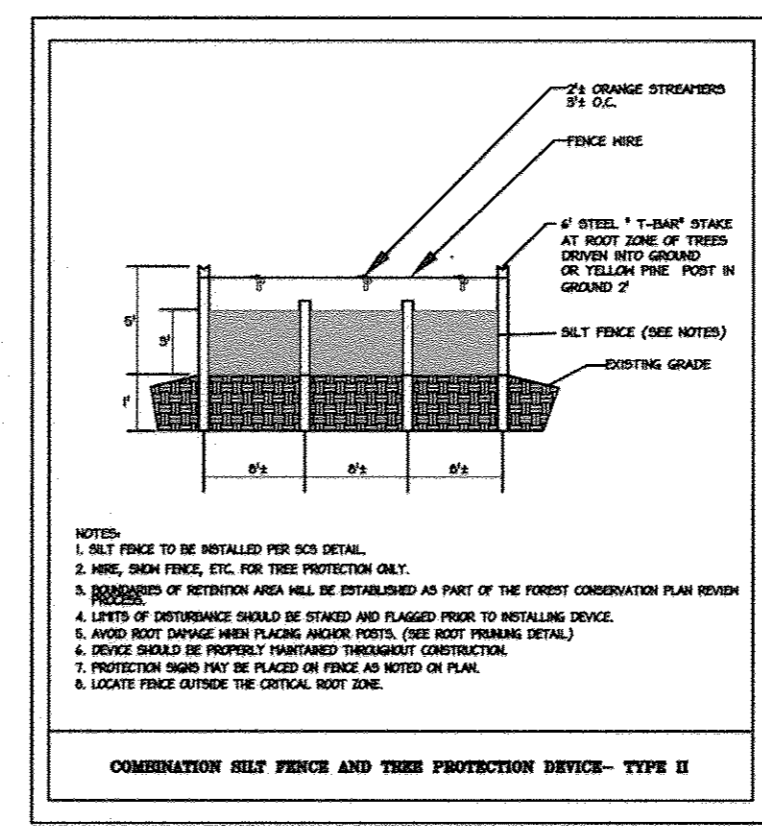 2'± ORANGE STREAMERS
3'± O.C.
FENCE WIRE
6' STEEL " T-BAR" STAKE
AT ROOT ZONE OF TREES
DRIVEN INTO GROUND
OR YELLOW PINE POST IN
GROUND 2'
SILT FENCE (SEE NOTES)
EXISTING GRADE
5'
3'
1'
8'±
8'±
8'±
NOTES:
1. SILT FENCE TO BE INSTALLED PER SCS DETAIL.
2. WIRE, SNOW FENCE, ETC. FOR TREE PROTECTION ONLY.
3. BOUNDARIES OF RETENTION AREA WILL BE ESTABLISHED AS PART OF THE FOREST CONSERVATION PLAN REVIEW
PROCESS.
4. LIMITS OF DISTURBANCE SHOULD BE STAKED AND FLAGGED PRIOR TO INSTALLING DEVICE.
5. AVOID ROOT DAMAGE WHEN PLACING ANCHOR POSTS. (SEE ROOT PRUNING DETAIL)
6. DEVICE SHOULD BE PROPERLY MAINTAINED THROUGHOUT CONSTRUCTION.
7. PROTECTION SIGNS MAY BE PLACED ON FENCE AS NOTED ON PLAN.
8. LOCATE FENCE OUTSIDE THE CRITICAL ROOT ZONE.
COMBINATION SILT FENCE AND TREE PROTECTION DEVICE- TYPE II